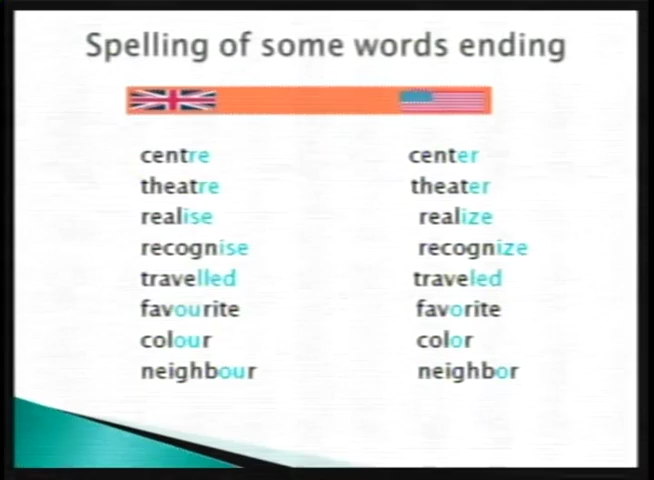 Spelling of some words ending
centre center
theatre theater
realise realize
recognise recognize
travelled traveled
favourite favorite
colour color
neighbour neighbor